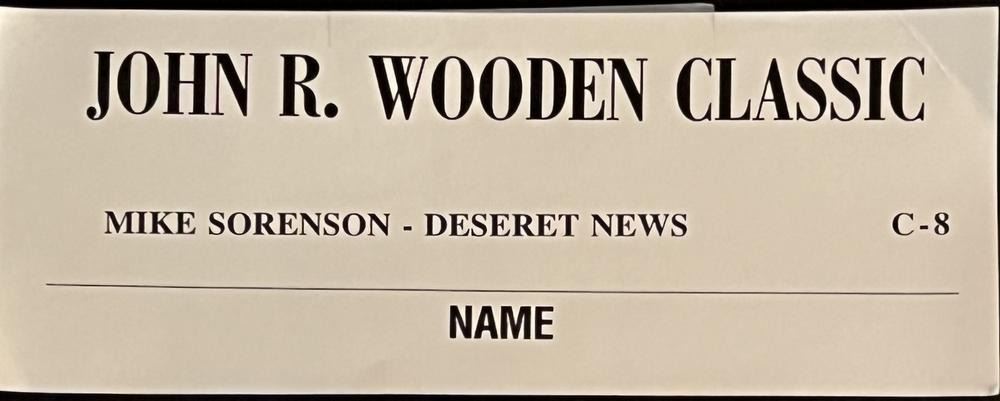 JOHN R. WOODEN CLASSIC
MIKE SORENSON - DESERET NEWS C-8
NAME